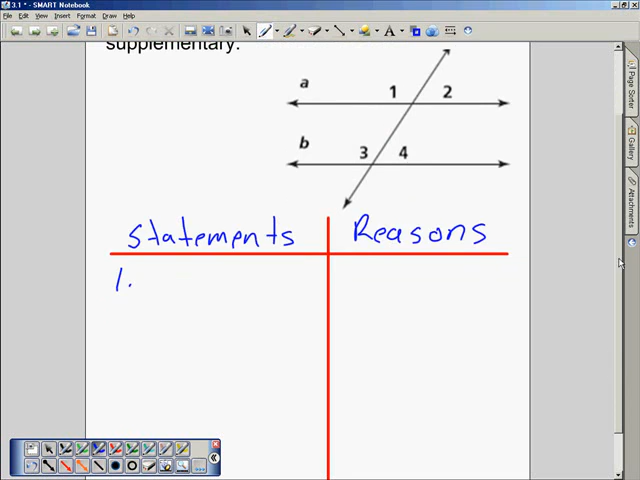 3.1 * - SMART Notebook
File Edit View Insert Format Draw Help
supplementary:
a
1 2
b
3 4
Statements Reasons
1.
Page Sorter
Gallery
Attachments